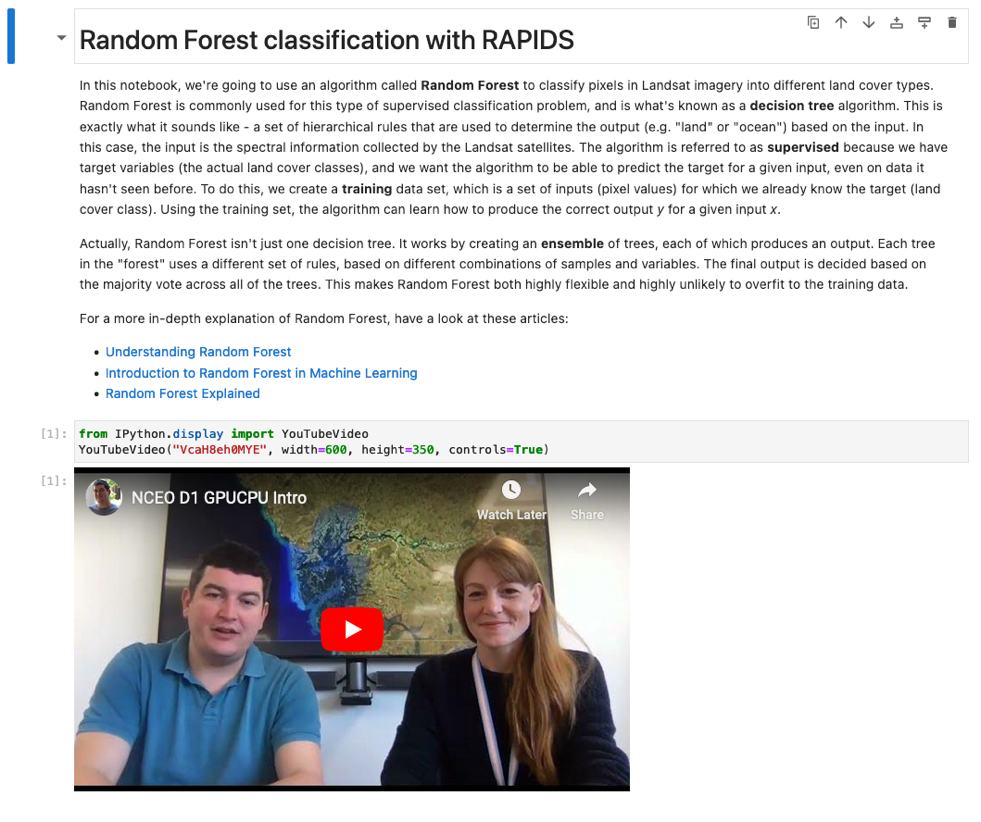 Random Forest classification with RAPIDS
In this notebook, we're going to use an algorithm called Random Forest to classify pixels in Landsat imagery into different land cover types.
Random Forest is commonly used for this type of supervised classification problem, and is what's known as a decision tree algorithm. This is
exactly what it sounds like - a set of hierarchical rules that are used to determine the output (e.g. "land" or "ocean") based on the input. In
this case, the input is the spectral information collected by the Landsat satellites. The algorithm is referred to as supervised because we have
target variables (the actual land cover classes), and we want the algorithm to be able to predict the target for a given input, even on data it
hasn't seen before. To do this, we create a training data set, which is a set of inputs (pixel values) for which we already know the target (land
cover class). Using the training set, the algorithm can learn how to produce the correct output y for a given input x.
Actually, Random Forest isn't just one decision tree. It works by creating an ensemble of trees, each of which produces an output. Each tree
in the "forest" uses a different set of rules, based on different combinations of samples and variables. The final output is decided based on
the majority vote across all of the trees. This makes Random Forest both highly flexible and highly unlikely to overfit to the training data.
For a more in-depth explanation of Random Forest, have a look at these articles:
• Understanding Random Forest
• Introduction to Random Forest in Machine Learning
• Random Forest Explained
[1]: from IPython.display import YouTubeVideo
YouTubeVideo("VcaH8eh0MYE", width=600, height=350, controls=True)
[1]:
NCEO D1 GPUCPU Intro
Watch Later Share